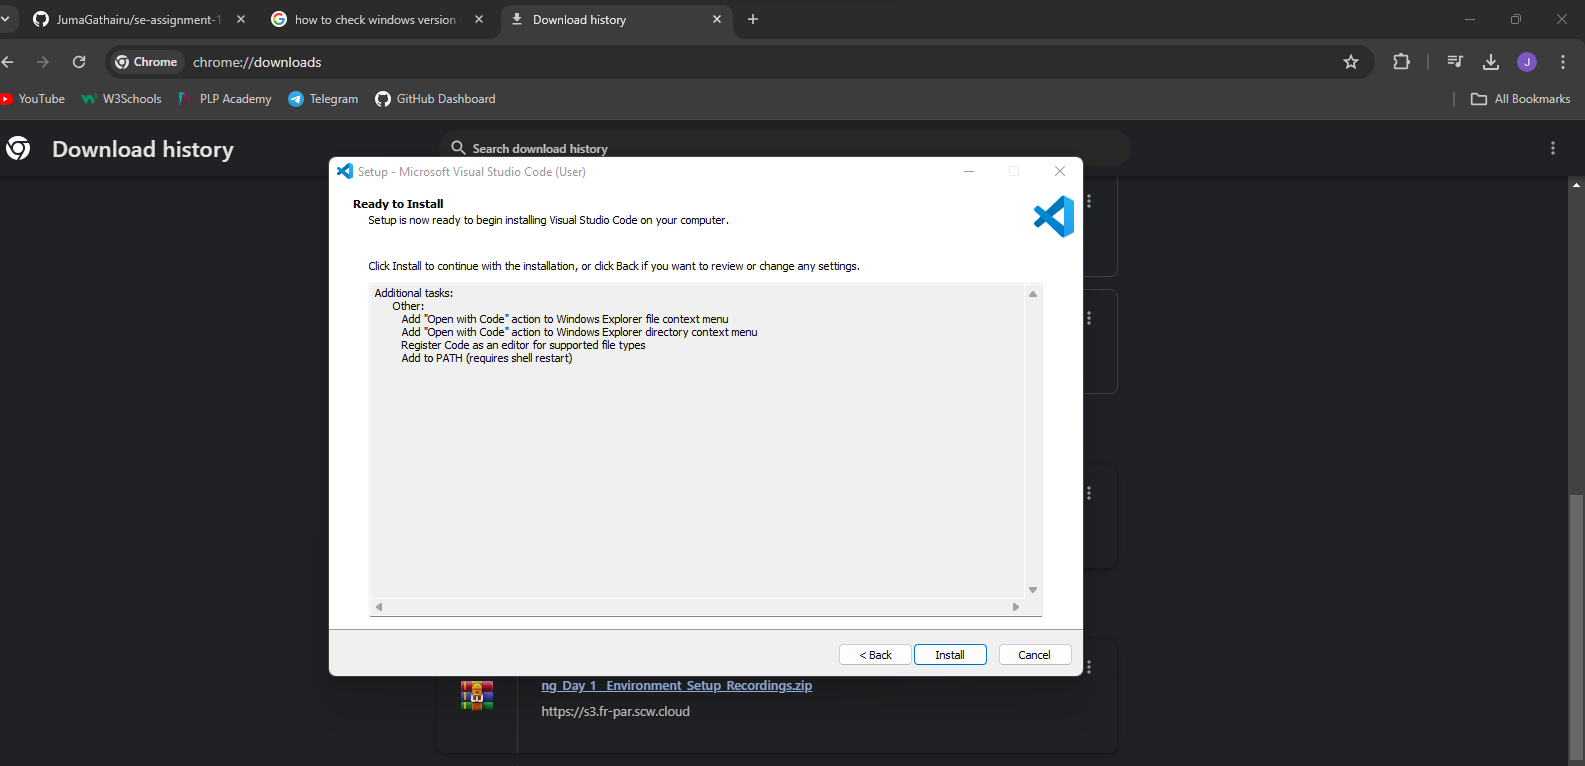 JumaGathairu/se-assignment-1
how to check windows version
Download history
Chrome
chrome://downloads
J
YouTube
W3Schools
PLP Academy
Telegram
GitHub Dashboard
All Bookmarks
Download history
Search download history
Setup - Microsoft Visual Studio Code (User)
Ready to Install
Setup is now ready to begin installing Visual Studio Code on your computer.
Click Install to continue with the installation, or click Back if you want to review or change any settings.
Additional tasks:
Other:
Add "Open with Code" action to Windows Explorer file context menu
Add "Open with Code" action to Windows Explorer directory context menu
Register Code as an editor for supported file types
Add to PATH (requires shell restart)
< Back
Install
Cancel
ng_Day_1_ Environment_Setup_Recordings.zip
https://s3.fr-par.scw.cloud